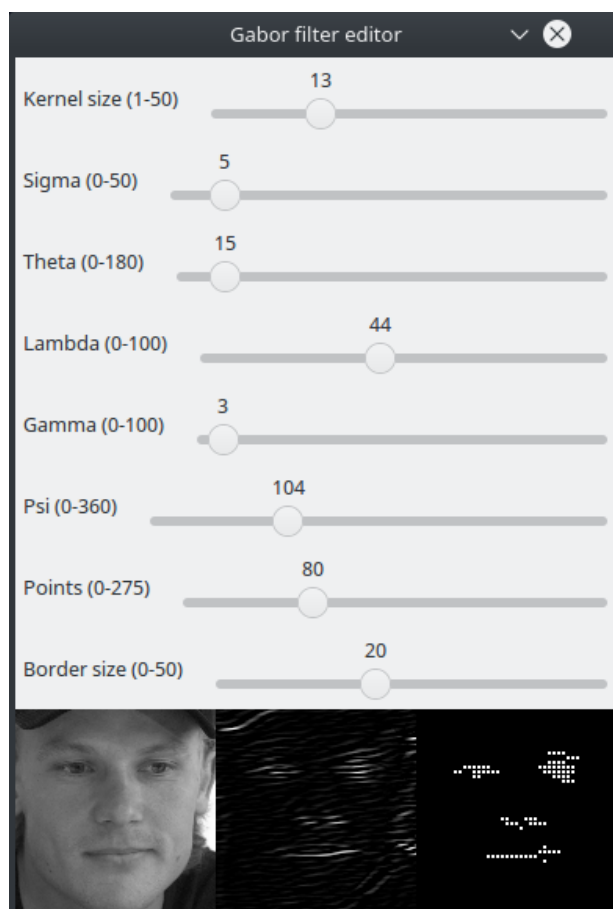 Gabor filter editor
Kernel size (1-50)
13
Sigma (0-50)
5
Theta (0-180)
15
Lambda (0-100)
44
Gamma (0-100)
3
Psi (0-360)
104
Points (0-275)
80
Border size (0-50)
20